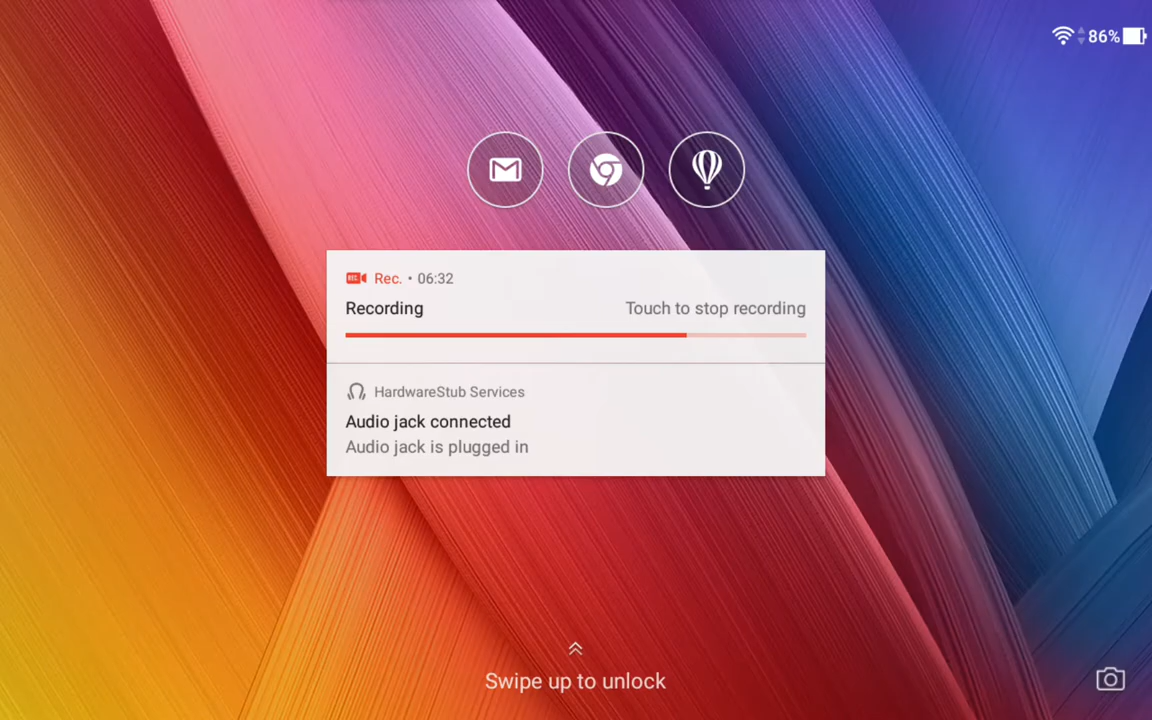 86%
Rec. • 06:32
Recording Touch to stop recording
HardwareStub Services
Audio jack connected
Audio jack is plugged in
Swipe up to unlock